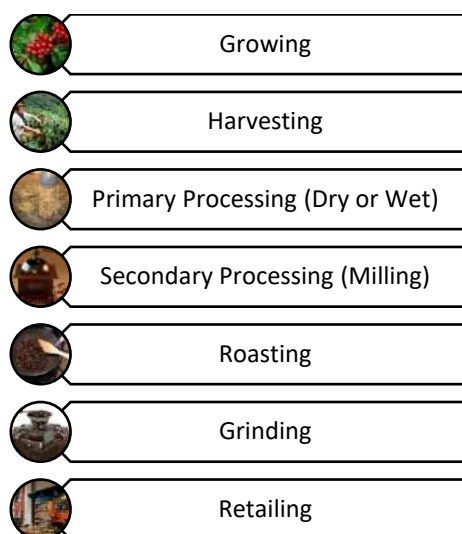 Growing
Harvesting
Primary Processing (Dry or Wet)
Secondary Processing (Milling)
Roasting
Grinding
Retailing